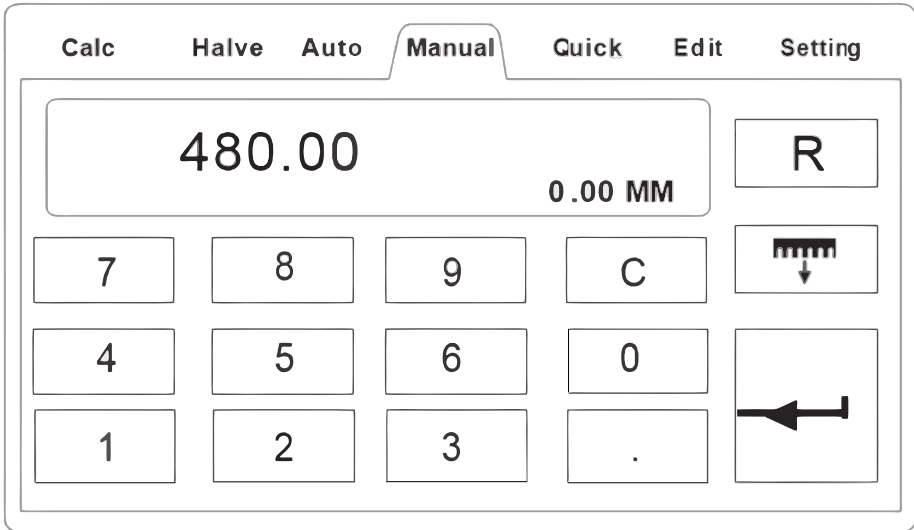 Calc Halve Auto Manual Quick Edit Setting
480.00
0.00 MM
R
7 8 9 C
4 5 6 0
1 2 3 .